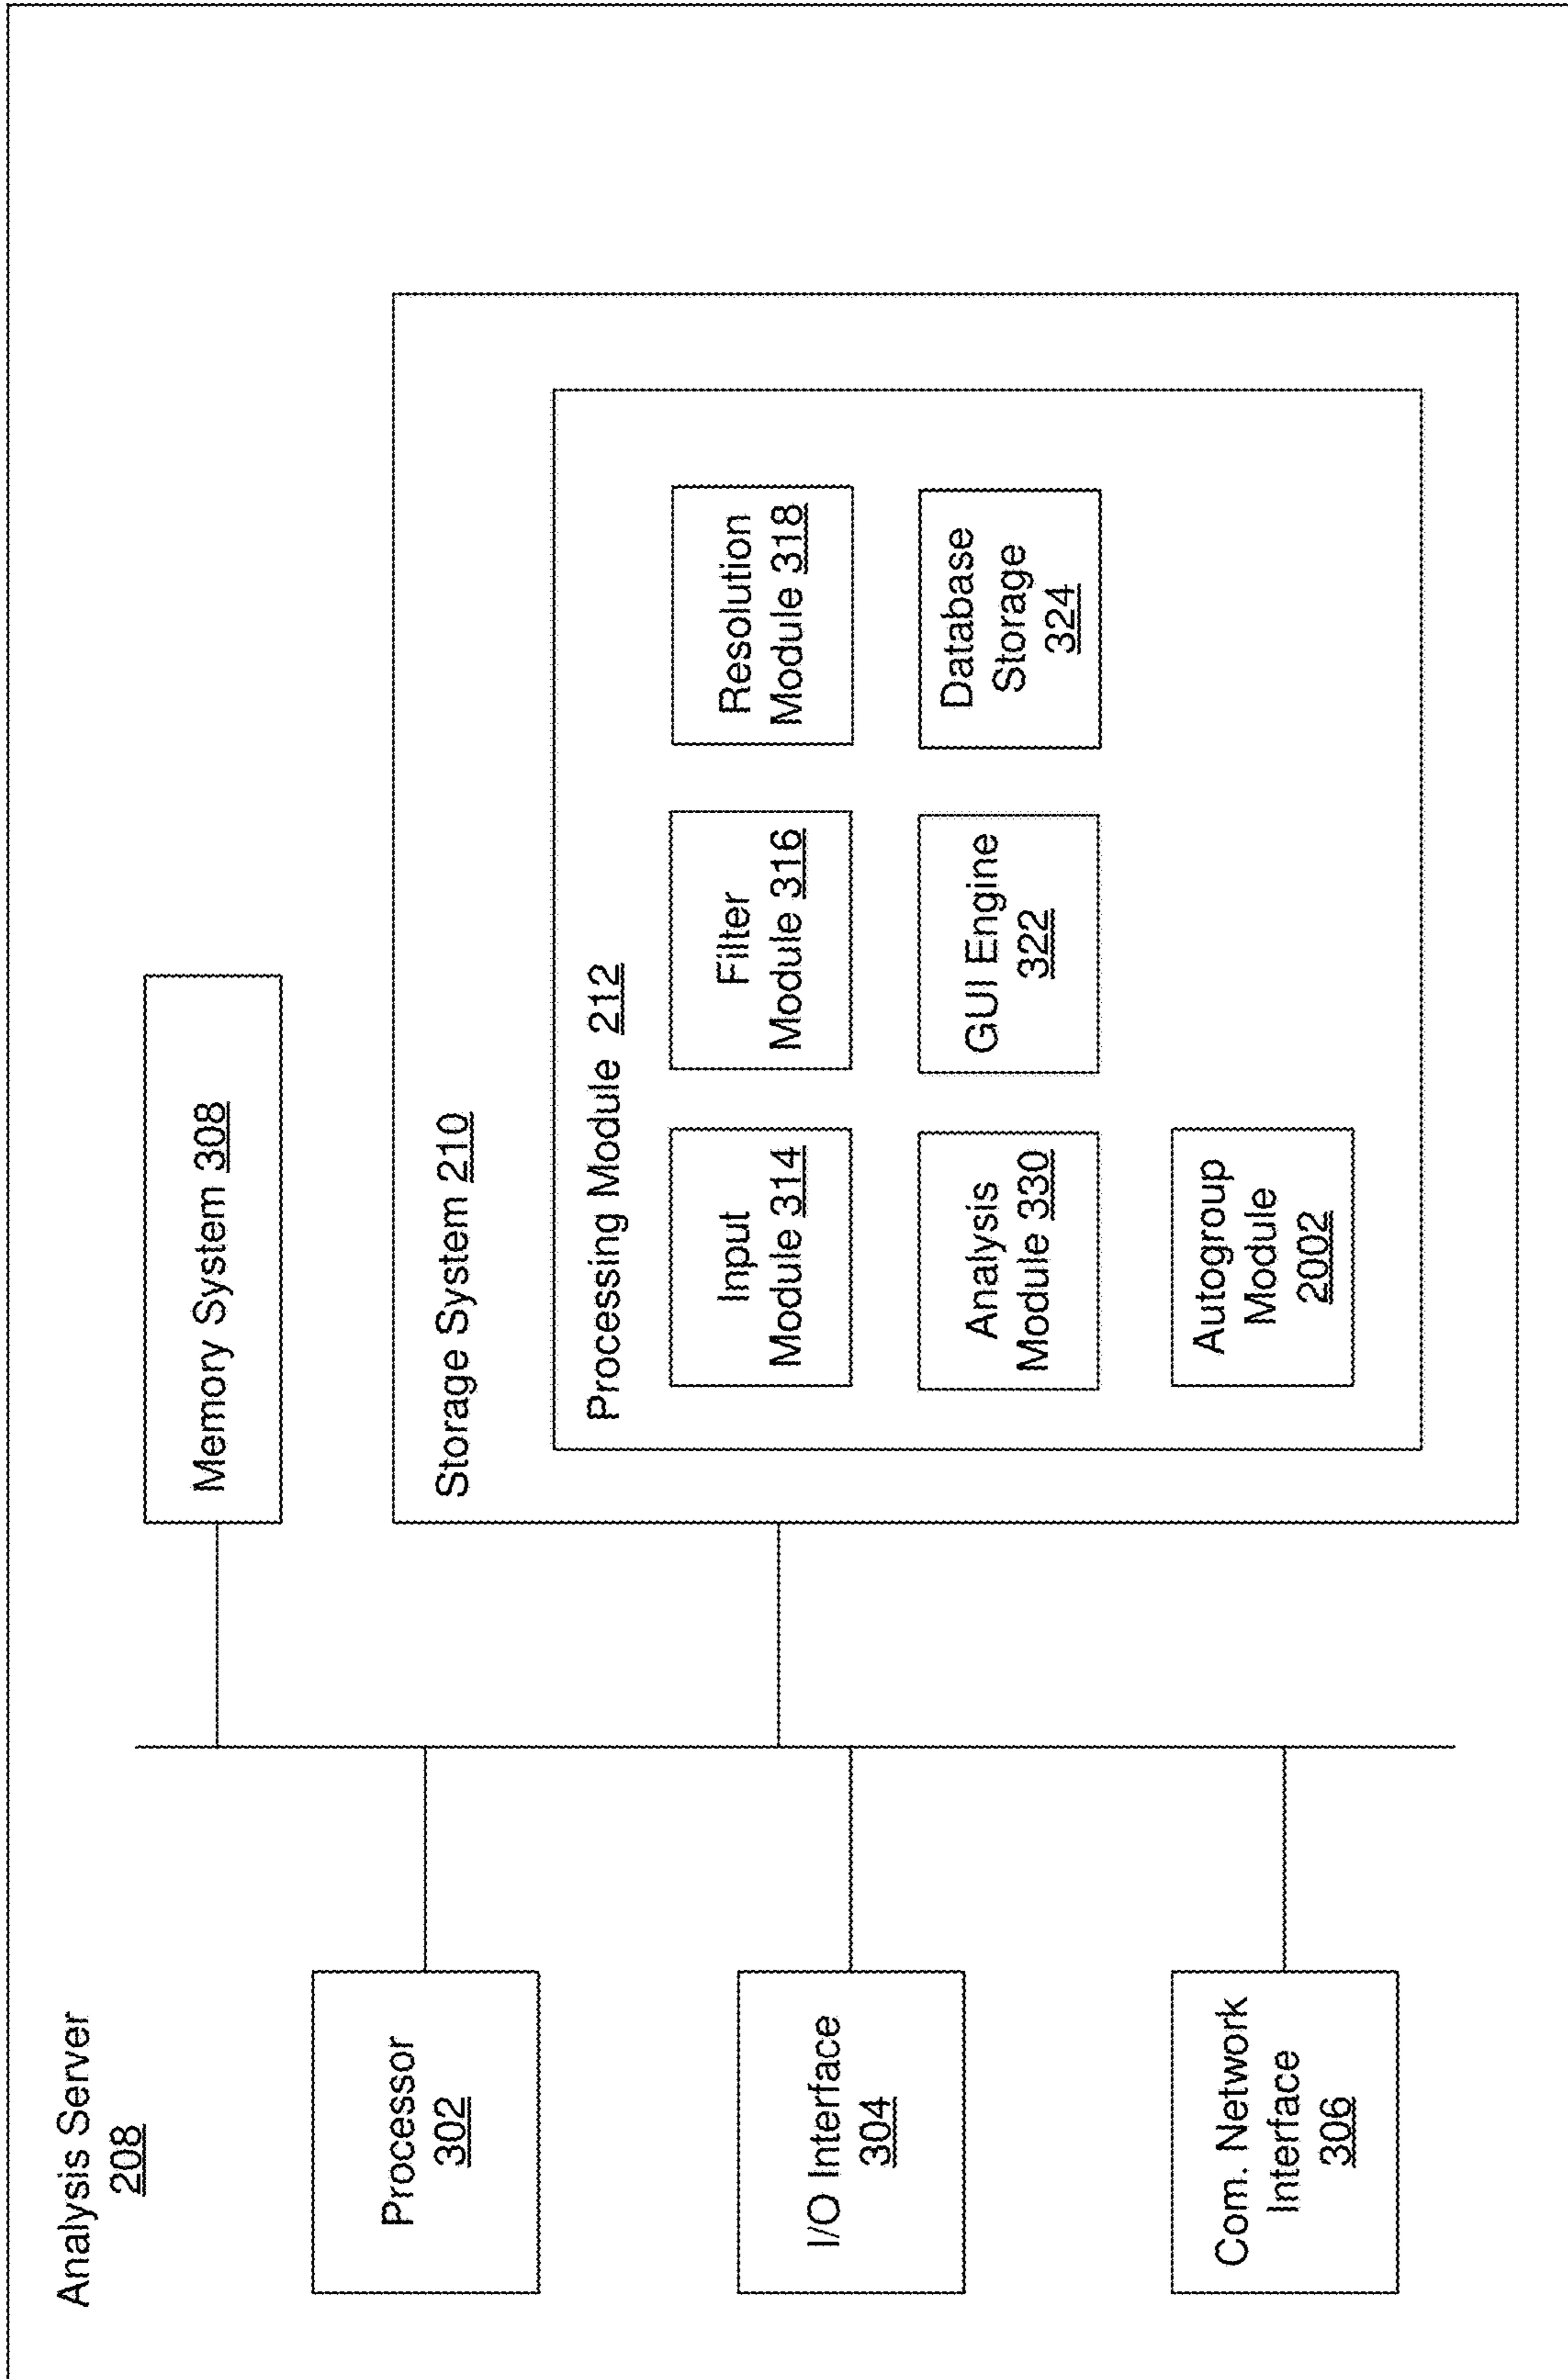 Analysis Server
208
Processor
302
I/O Interface
304
Com. Network
Interface
306
Memory System 308
Storage System 210
Processing Module 212
Input
Module 314
Filter
Module 316
Resolution
Module 318
Analysis
Module 330
GUI Engine
322
Database
Storage
324
Autogroup
Module
2002